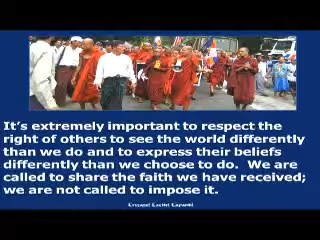 It's extremely important to respect the
right of others to see the world differently
than we do and to express their beliefs
differently than we choose to do.  We are
called to share the faith we have received;
we are not called to impose it.